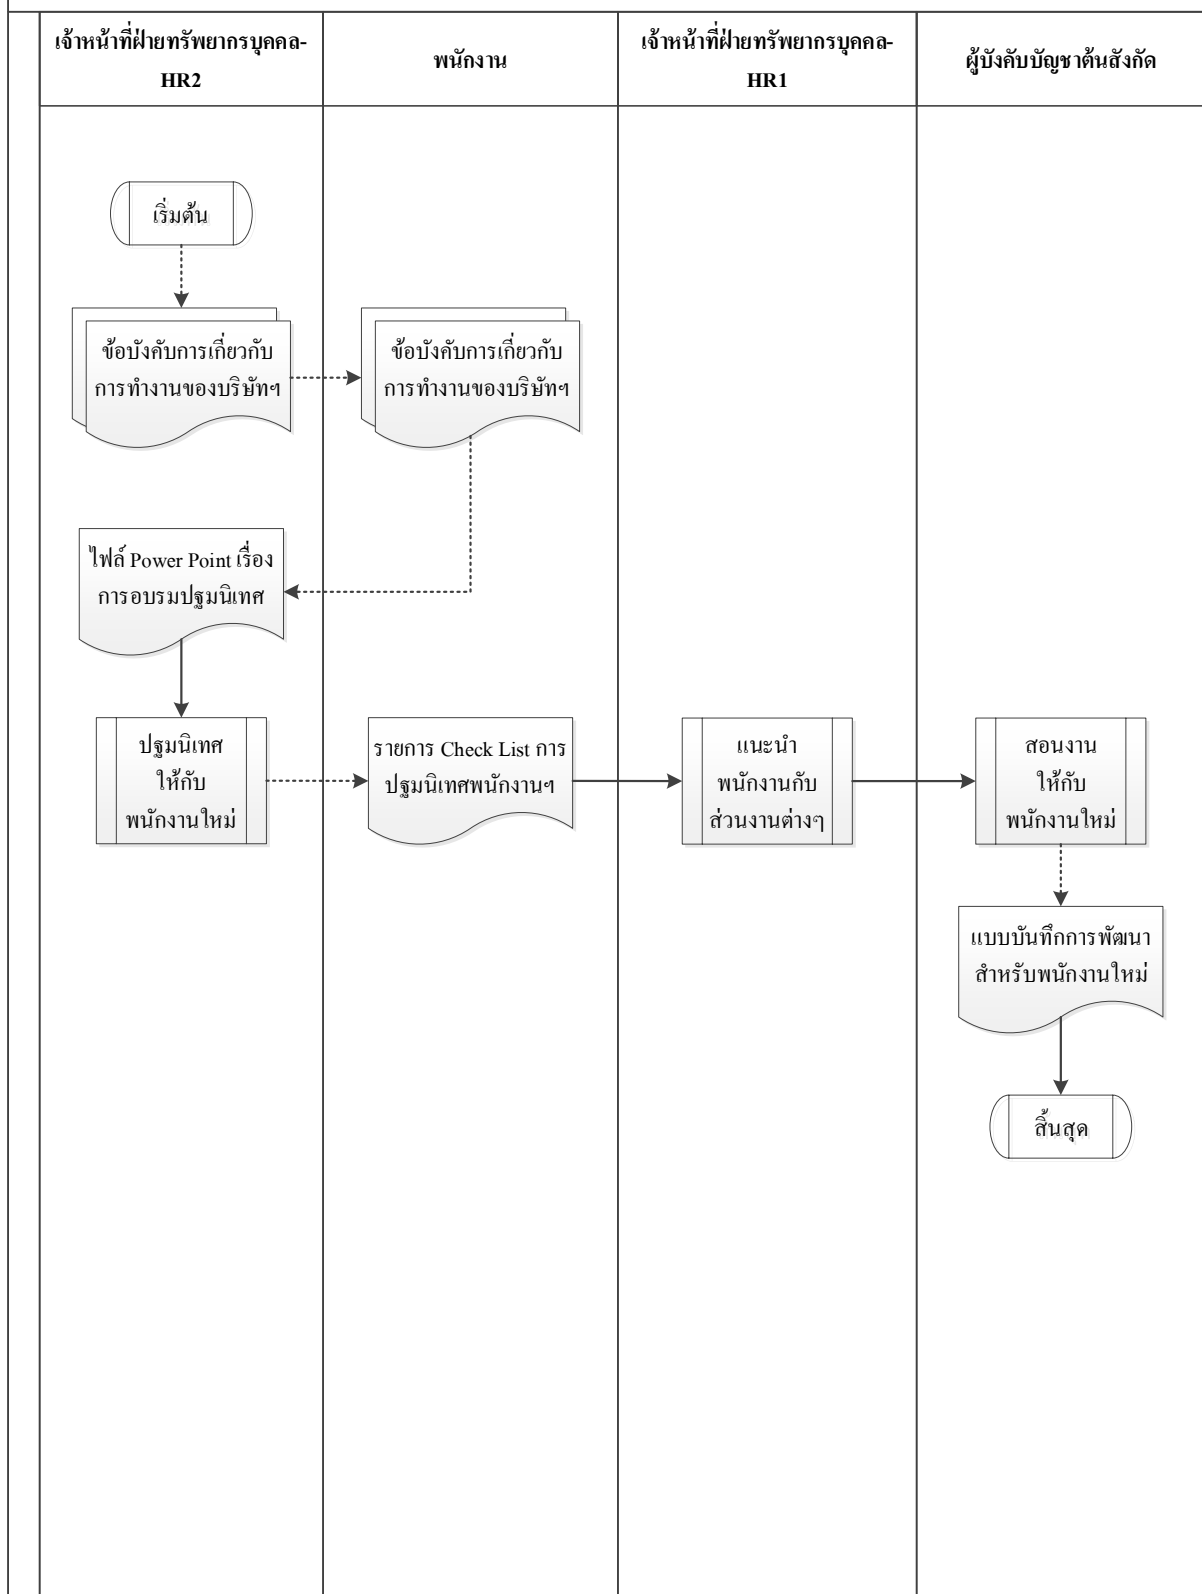 เจ้าหน้าที่ฝ่ายทรัพยากรบุคคล-
HR2
พนักงาน
เจ้าหน้าที่ฝ่ายทรัพยากรบุคคล-
HR1
ผู้บังคับบัญชาต้นสังกัด
เริ่มต้น
ข้อบังคับการเกี่ยวกับ
การทำงานของบริษัทฯ
ข้อบังคับการเกี่ยวกับ
การทำงานของบริษัทฯ
ไฟล์ Power Point เรื่อง
การอบรมปฐมนิเทศ
ปฐมนิเทศ
ให้กับ
พนักงานใหม่
รายการ Check List การ
ปฐมนิเทศพนักงานฯ
แนะนำ
พนักงานกับ
ส่วนงานต่างๆ
สอนงาน
ให้กับ
พนักงานใหม่
แบบบันทึกการพัฒนา
สำหรับพนักงานใหม่
สิ้นสุด